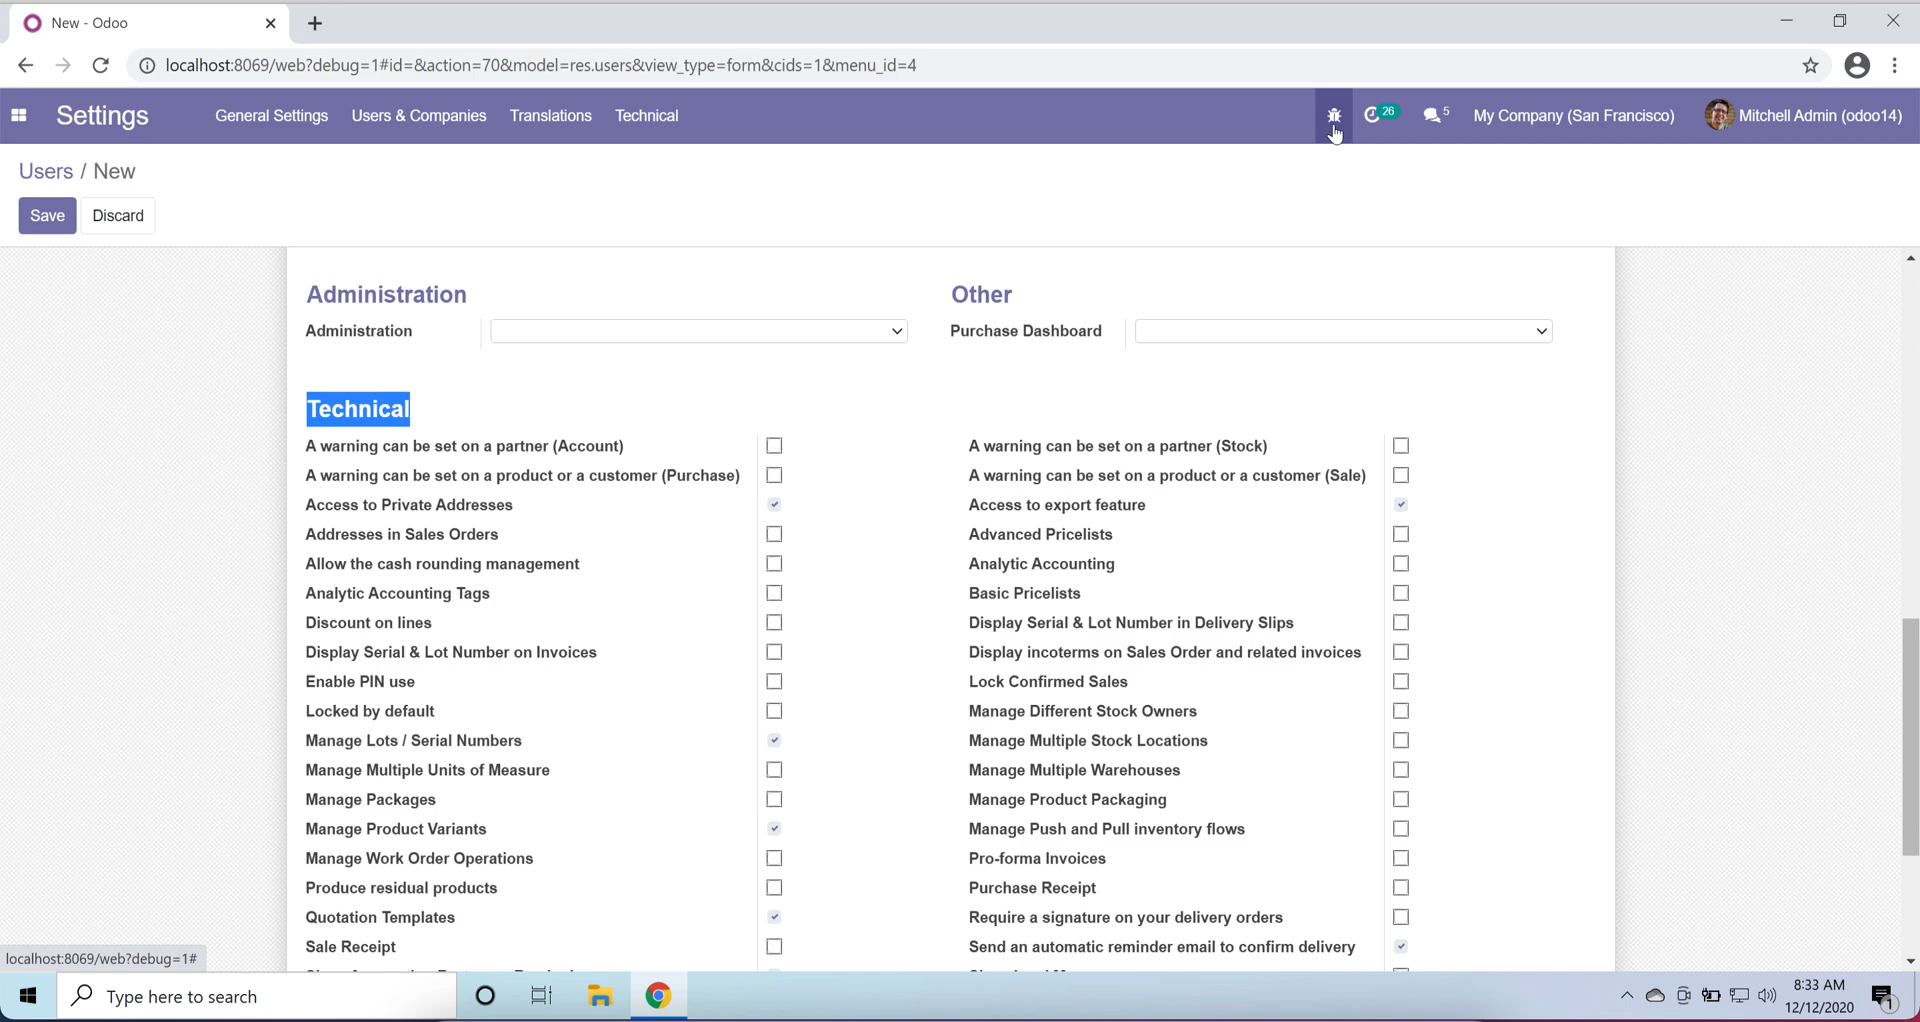 New - Odoo
localhost:8069/web?debug=1#id=&action=70&model=res.users&view_type=form&cids=1&menu_id=4
Settings General Settings Users & Companies Translations Technical 26 5 My Company (San Francisco) Mitchell Admin (odoo14)
Users / New
Save Discard
Administration Other
Administration Purchase Dashboard
Technical
A warning can be set on a partner (Account) A warning can be set on a partner (Stock)
A warning can be set on a product or a customer (Purchase) A warning can be set on a product or a customer (Sale)
Access to Private Addresses Access to export feature
Addresses in Sales Orders Advanced Pricelists
Allow the cash rounding management Analytic Accounting
Analytic Accounting Tags Basic Pricelists
Discount on lines Display Serial & Lot Number in Delivery Slips
Display Serial & Lot Number on Invoices Display incoterms on Sales Order and related invoices
Enable PIN use Lock Confirmed Sales
Locked by default Manage Different Stock Owners
Manage Lots / Serial Numbers Manage Multiple Stock Locations
Manage Multiple Units of Measure Manage Multiple Warehouses
Manage Packages Manage Product Packaging
Manage Product Variants Manage Push and Pull inventory flows
Manage Work Order Operations Pro-forma Invoices
Produce residual products Purchase Receipt
Quotation Templates Require a signature on your delivery orders
Sale Receipt Send an automatic reminder email to confirm delivery
localhost:8069/web?debug=1#
Type here to search
8:33 AM
12/12/2020
1